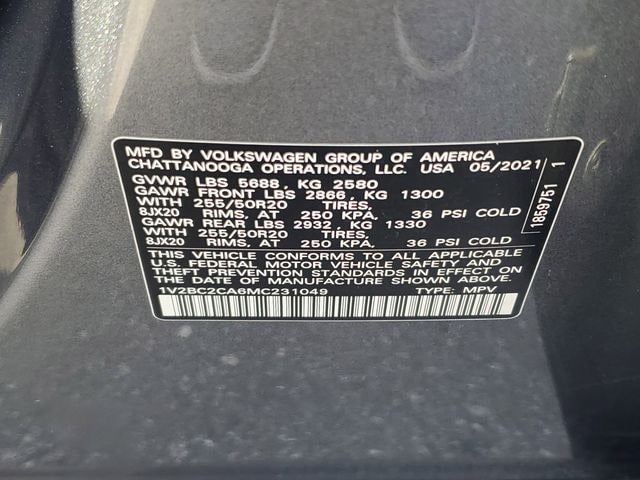 MFD BY VOLKSWAGEN GROUP OF AMERICA
CHATTANOOGA OPERATIONS, LLC. USA 05/2021
GVWR LBS 5688, KG 2580
GAWR FRONT LBS 2866, KG 1300
WITH 255/50R20 TIRES,
8JX20 RIMS, AT 250 KPA, 36 PSI COLD
GAWR REAR LBS 2932, KG 1330
WITH 255/50R20 TIRES,
8JX20 RIMS, AT 250 KPA, 36 PSI COLD
THIS VEHICLE CONFORMS TO ALL APPLICABLE
U.S. FEDERAL MOTOR VEHICLE SAFETY AND
THEFT PREVENTION STANDARDS IN EFFECT ON THE
DATE OF MANUFACTURE SHOWN ABOVE.
1V2BC2CA6MC231049 TYPE: MPV
1859751 1